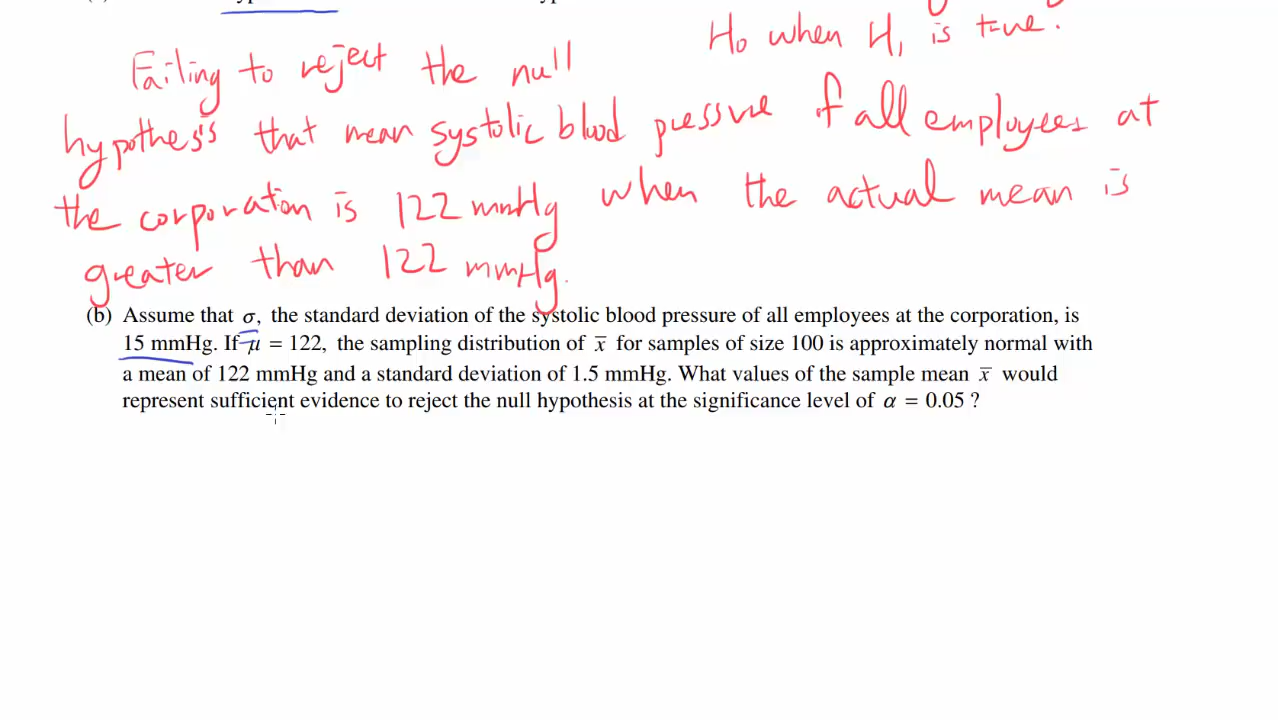 H₀ when H₁ is true.
Failing to reject the null
hypothesis that mean systolic blood pressure if all employees at
the corporation is 122 mmHg when the actual mean is
greater than 122 mmHg.
(b) Assume that σ, the standard deviation of the systolic blood pressure of all employees at the corporation, is
15 mmHg. If μ = 122, the sampling distribution of x̄ for samples of size 100 is approximately normal with
a mean of 122 mmHg and a standard deviation of 1.5 mmHg. What values of the sample mean x̄ would
represent sufficient evidence to reject the null hypothesis at the significance level of α = 0.05 ?